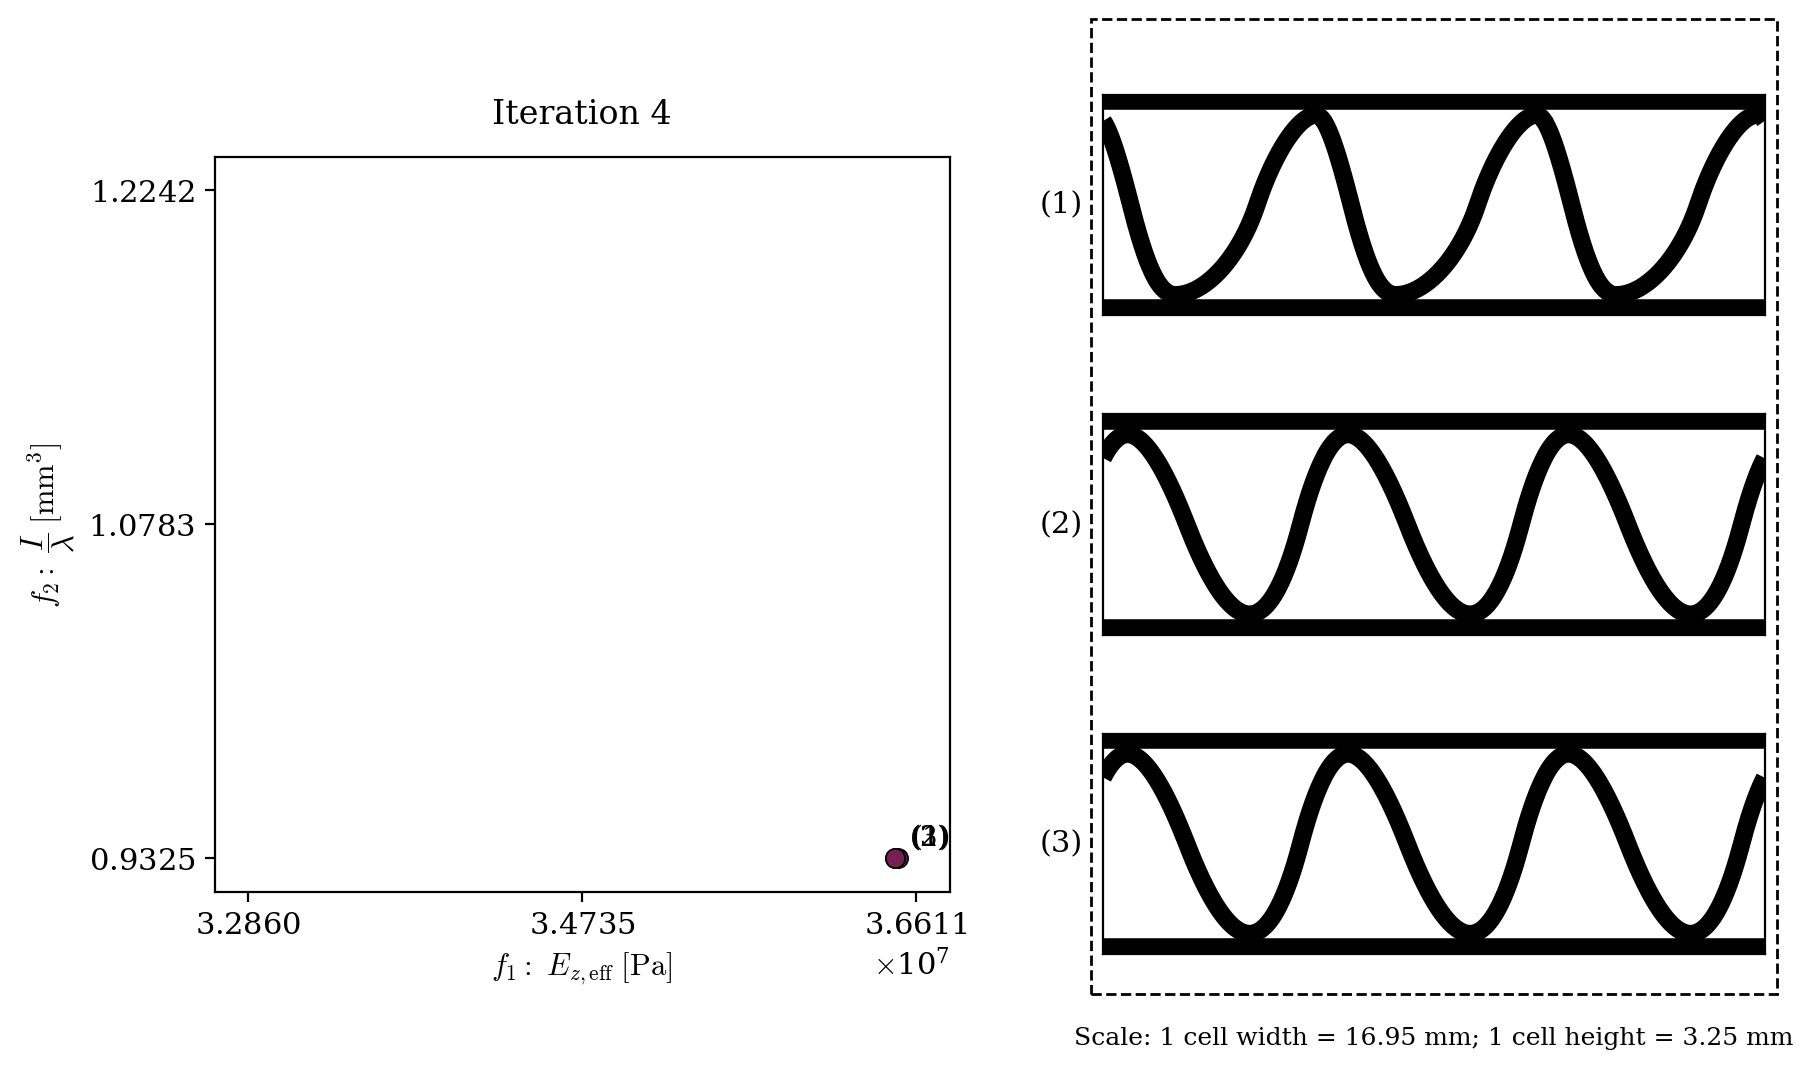 Iteration 4
1.2242
1.0783
0.9325
f₂ : I/λ [mm³]
3.2860 3.4735 3.6611
×10⁷
f₁ : E_{z,eff} [Pa]
(1)
(2)
(3)
Scale: 1 cell width = 16.95 mm; 1 cell height = 3.25 mm